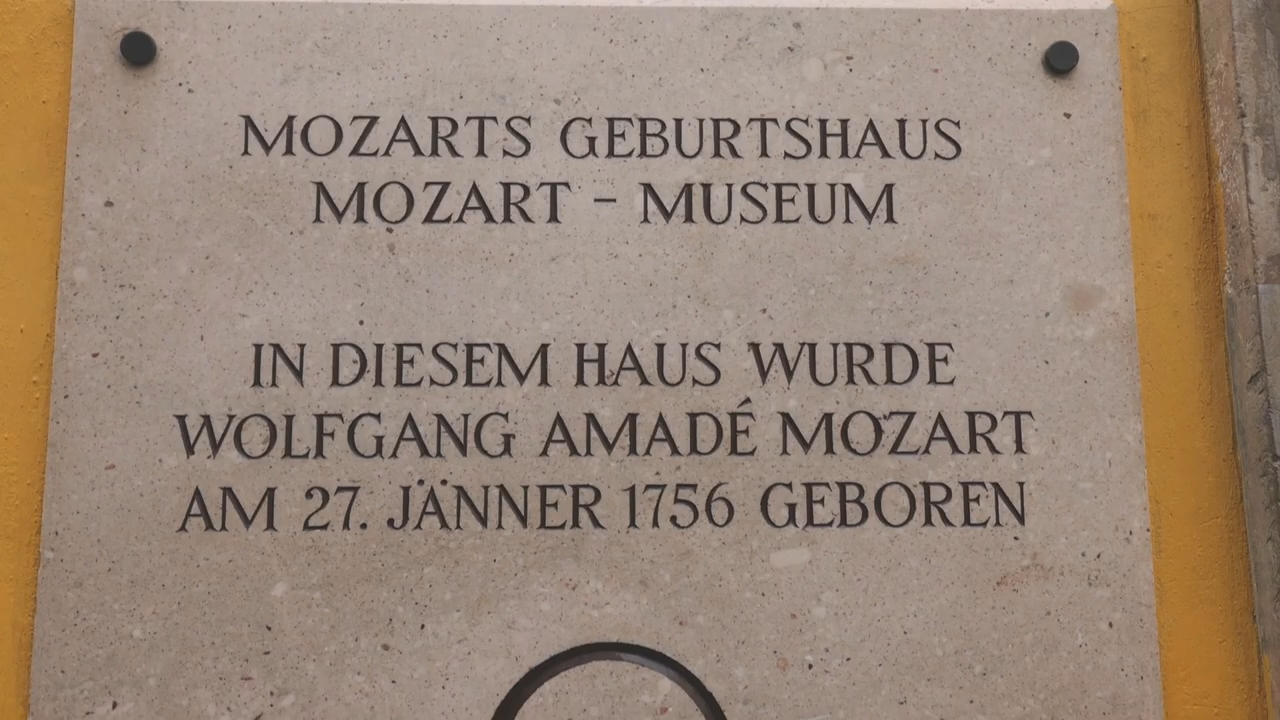 MOZARTS GEBURTSHAUS
MOZART - MUSEUM
IN DIESEM HAUS WURDE
WOLFGANG AMADÉ MOZART
AM 27. JÄNNER 1756 GEBOREN